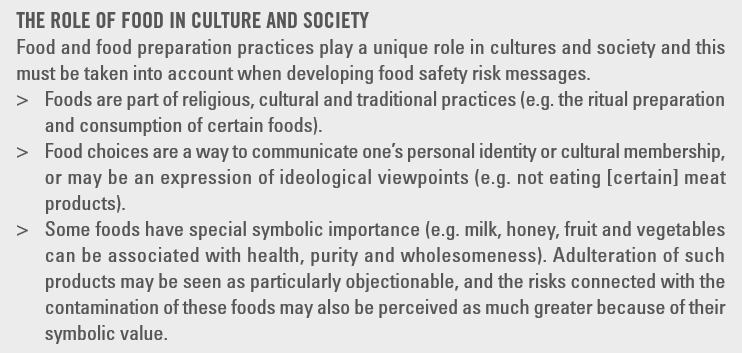 THE ROLE OF FOOD IN CULTURE AND SOCIETY
Food and food preparation practices play a unique role in cultures and society and this
must be taken into account when developing food safety risk messages.
> Foods are part of religious, cultural and traditional practices (e.g. the ritual preparation
and consumption of certain foods).
> Food choices are a way to communicate one's personal identity or cultural membership,
or may be an expression of ideological viewpoints (e.g. not eating [certain] meat
products).
> Some foods have special symbolic importance (e.g. milk, honey, fruit and vegetables
can be associated with health, purity and wholesomeness). Adulteration of such
products may be seen as particularly objectionable, and the risks connected with the
contamination of these foods may also be perceived as much greater because of their
symbolic value.